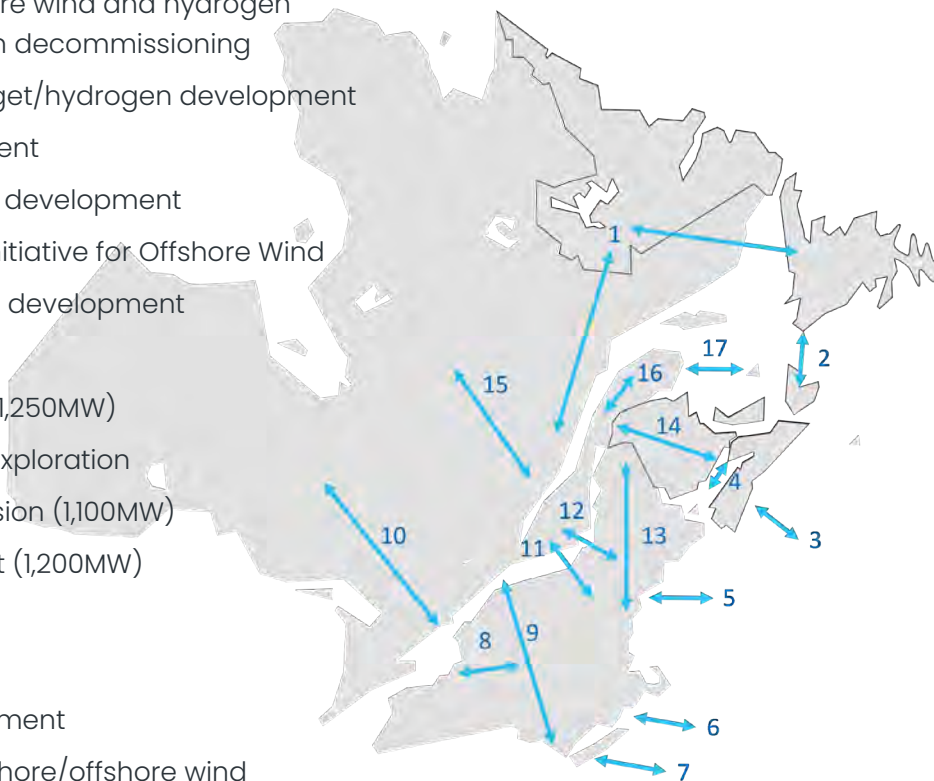 re wind and hydrogen
decommissioning
get/hydrogen development
ent
development
nitiative for Offshore Wind
development
1,250MW)
xploration
sion (1,100MW)
t (1,200MW)
ment
hore/offshore wind
1
2
17
16
15
14
4
12
13
3
10
11
5
8
9
6
7